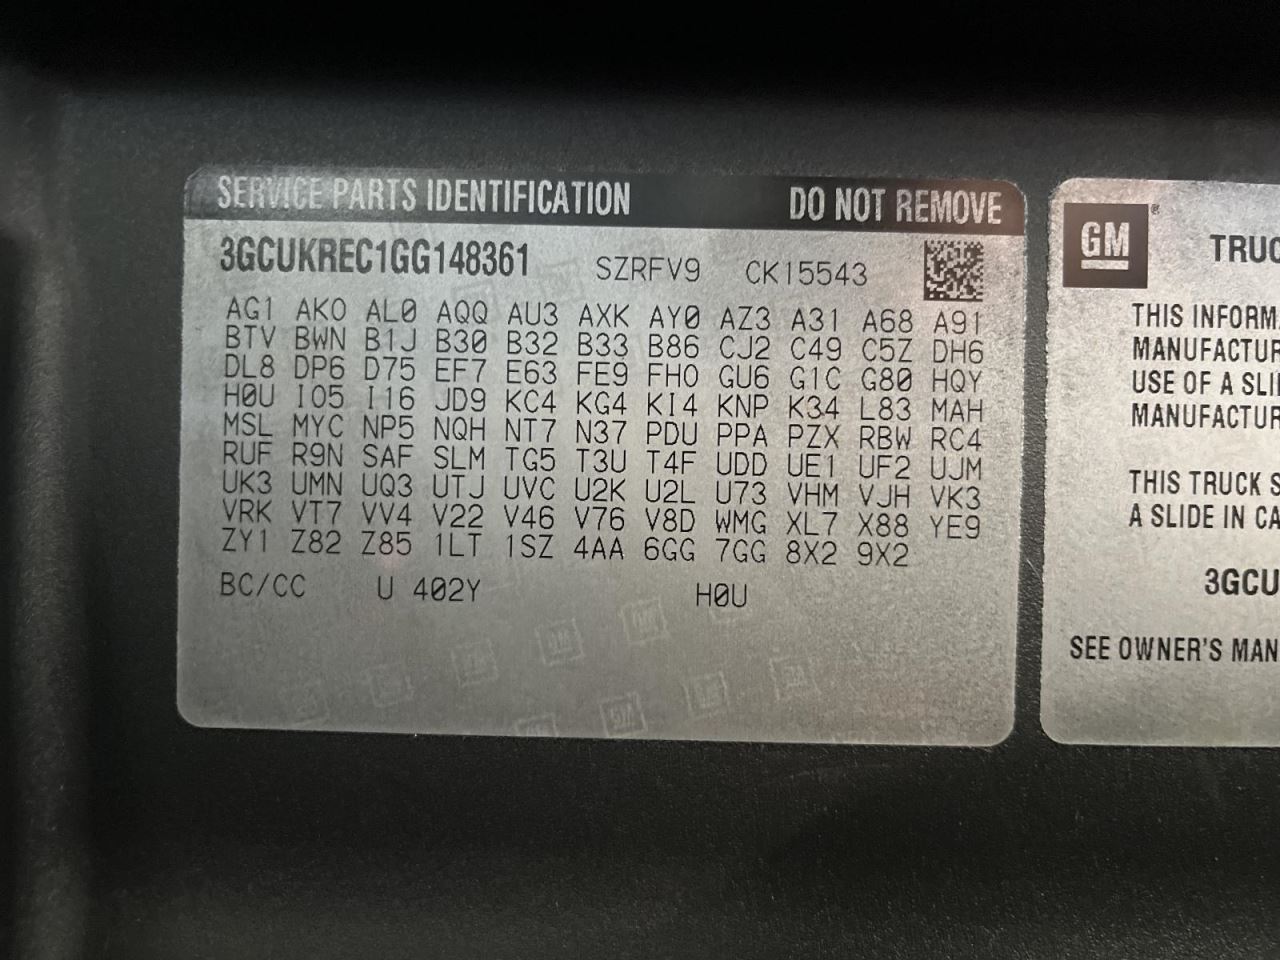 SERVICE PARTS IDENTIFICATION DO NOT REMOVE
3GCUKREC1GG148361 SZRFV9 CK15543
AG1 AKO AL0 AQQ AU3 AXK AY0 AZ3 A31 A68 A91
BTV BWN B1J B30 B32 B33 B86 CJ2 C49 C5Z DH6
DL8 DP6 D75 EF7 E63 FE9 FHO GU6 G1C G80 HQY
H0U IO5 I16 JD9 KC4 KG4 KI4 KNP K34 L83 MAH
MSL MYC NP5 NQH NT7 N37 PDU PPA PZX RBW RC4
RUF R9N SAF SLM TG5 T3U T4F UDD UE1 UF2 UJM
UK3 UMN UQ3 UTJ UVC U2K U2L U73 VHM VJH VK3
VRK VT7 VV4 V22 V46 V76 V8D WMG XL7 X88 YE9
ZY1 Z82 Z85 1LT 1SZ 4AA 6GG 7GG 8X2 9X2
BC/CC U 402Y H0U
GM® TRUC
THIS INFORM
MANUFACTUR
USE OF A SLI
MANUFACTUR
THIS TRUCK S
A SLIDE IN CA
3GCU
SEE OWNER'S MAN